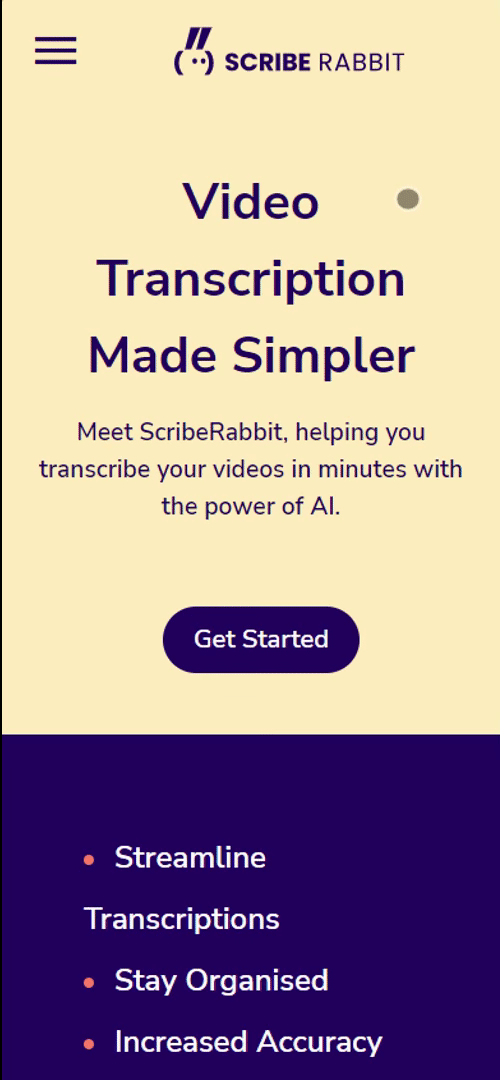 SCRIBE RABBIT
Video
Transcription
Made Simpler
Meet ScribeRabbit, helping you
transcribe your videos in minutes with
the power of AI.
Get Started
• Streamline
Transcriptions
• Stay Organised
• Increased Accuracy